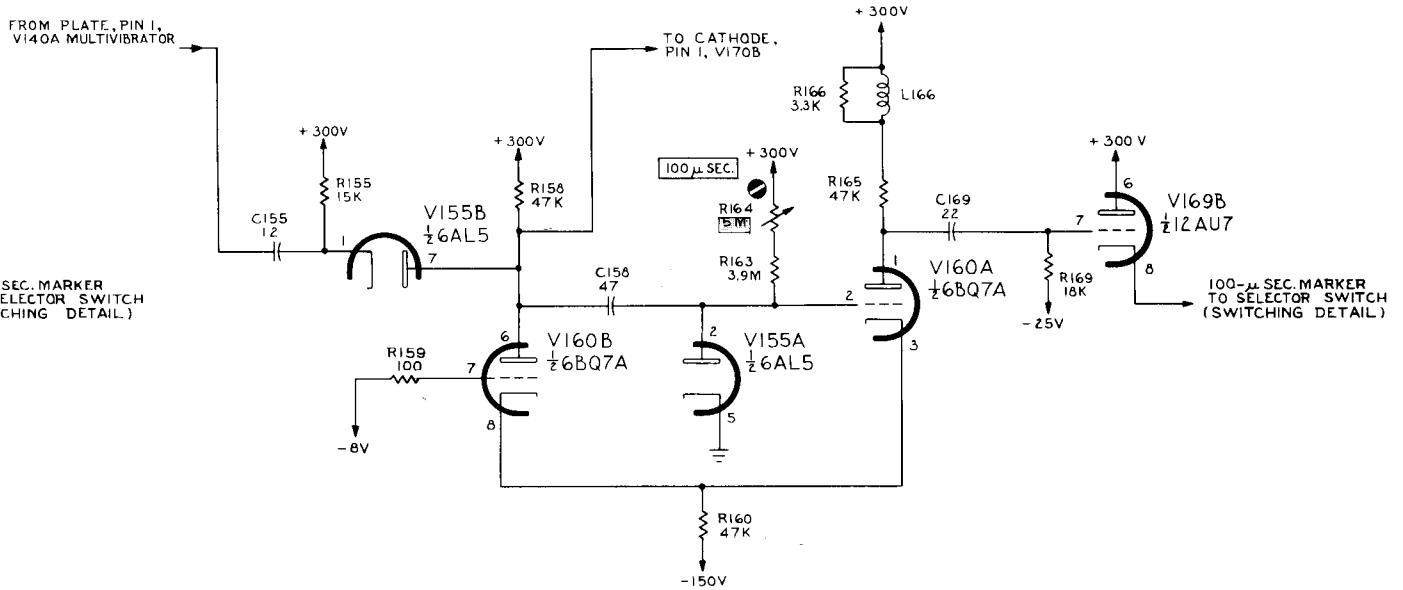 FROM PLATE, PIN 1,
V140A MULTIVIBRATOR
TO CATHODE,
PIN 1, V170B
+300V
R166
3.3K
L166
+300V
R155
15K
+300V
R158
47K
100 µ SEC.
+300V
R164
5 M
R163
3.9M
R165
47K
C169
22
+300V
6
7
8
V169B
½12AU7
C155
12
1
V155B
½6AL5
7
C158
47
2
1
V160A
½6BQ7A
3
R169
18K
-25V
100-µ SEC. MARKER
TO SELECTOR SWITCH
(SWITCHING DETAIL)
SEC. MARKER
ELECTOR SWITCH
CHING DETAIL)
R159
100
7
6
V160B
½6BQ7A
8
2
V155A
½6AL5
5
-8V
R160
47K
-150V